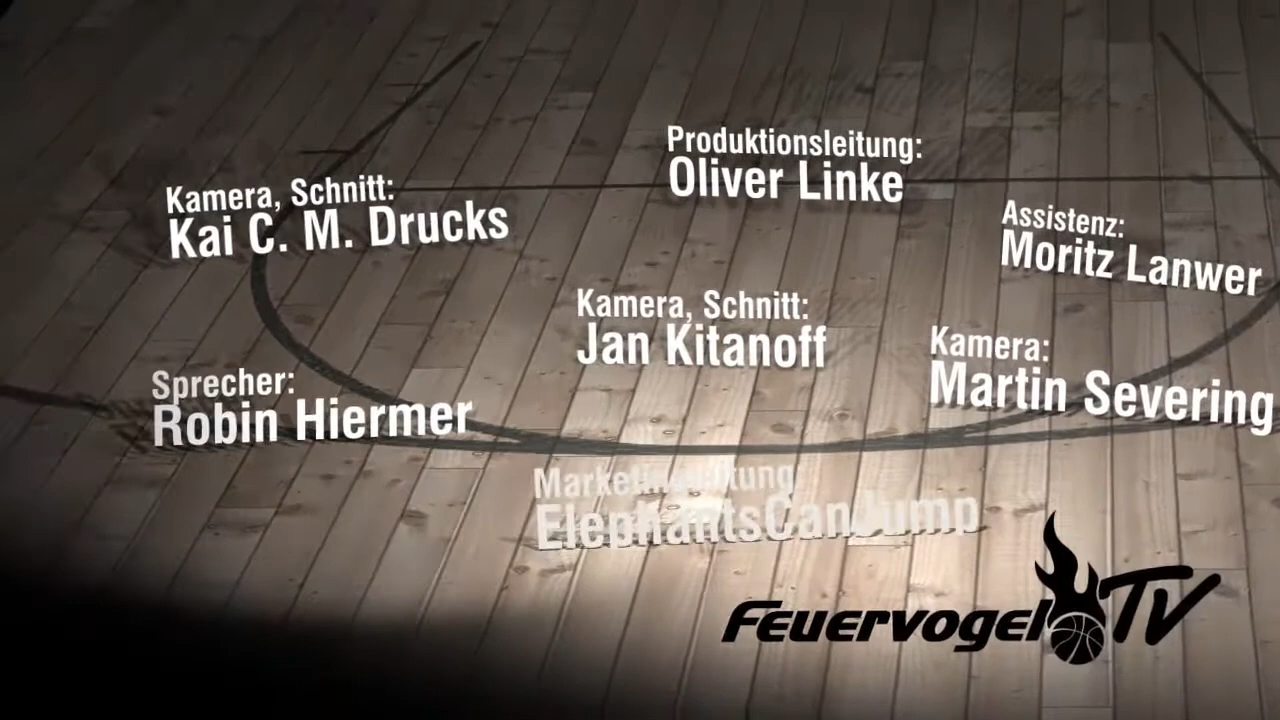 Produktionsleitung:
Oliver Linke
Kamera, Schnitt:
Kai C. M. Drucks
Assistenz:
Moritz Lanwer
Kamera, Schnitt:
Jan Kitanoff
Kamera:
Martin Severing
Sprecher:
Robin Hiermer
ElephantsCanJump
Feuervogel TV